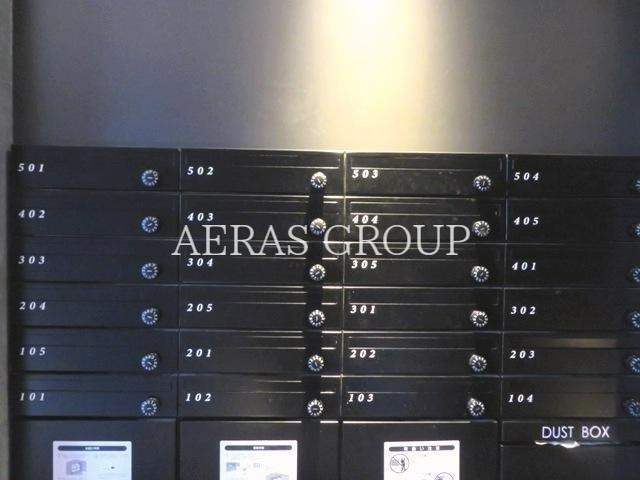 501 502 503 504
402 403 404 405
AERAS GROUP
303 304 305 401
204 205 301 302
105 201 202 203
101 102 103 104
DUST BOX